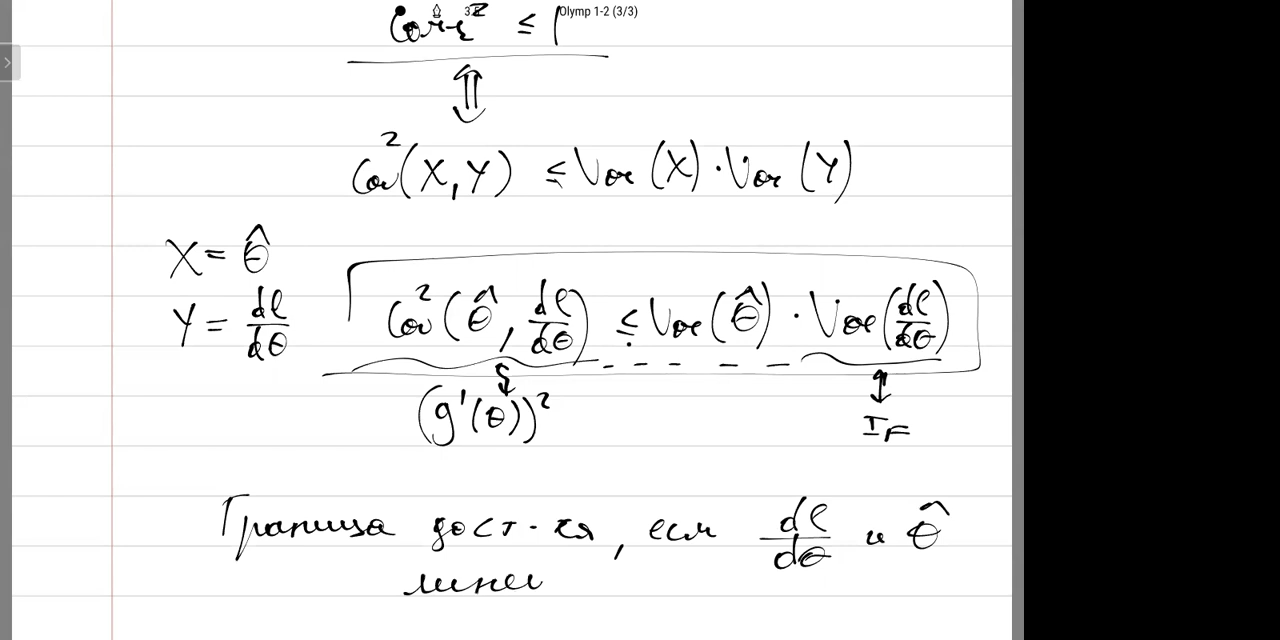 Olymp 1-2 (3/3)
Corr² ≤ 1
Cov²(X, Y) ≤ Var(X) · Var(Y)
X = θ̂
Y = dℓ/dθ
Cov²(θ̂, dℓ/dθ) ≤ Var(θ̂) · Var(dℓ/dθ)
(g'(θ))²
I_F
Граница дост-ся, если dℓ/dθ и θ̂
линей